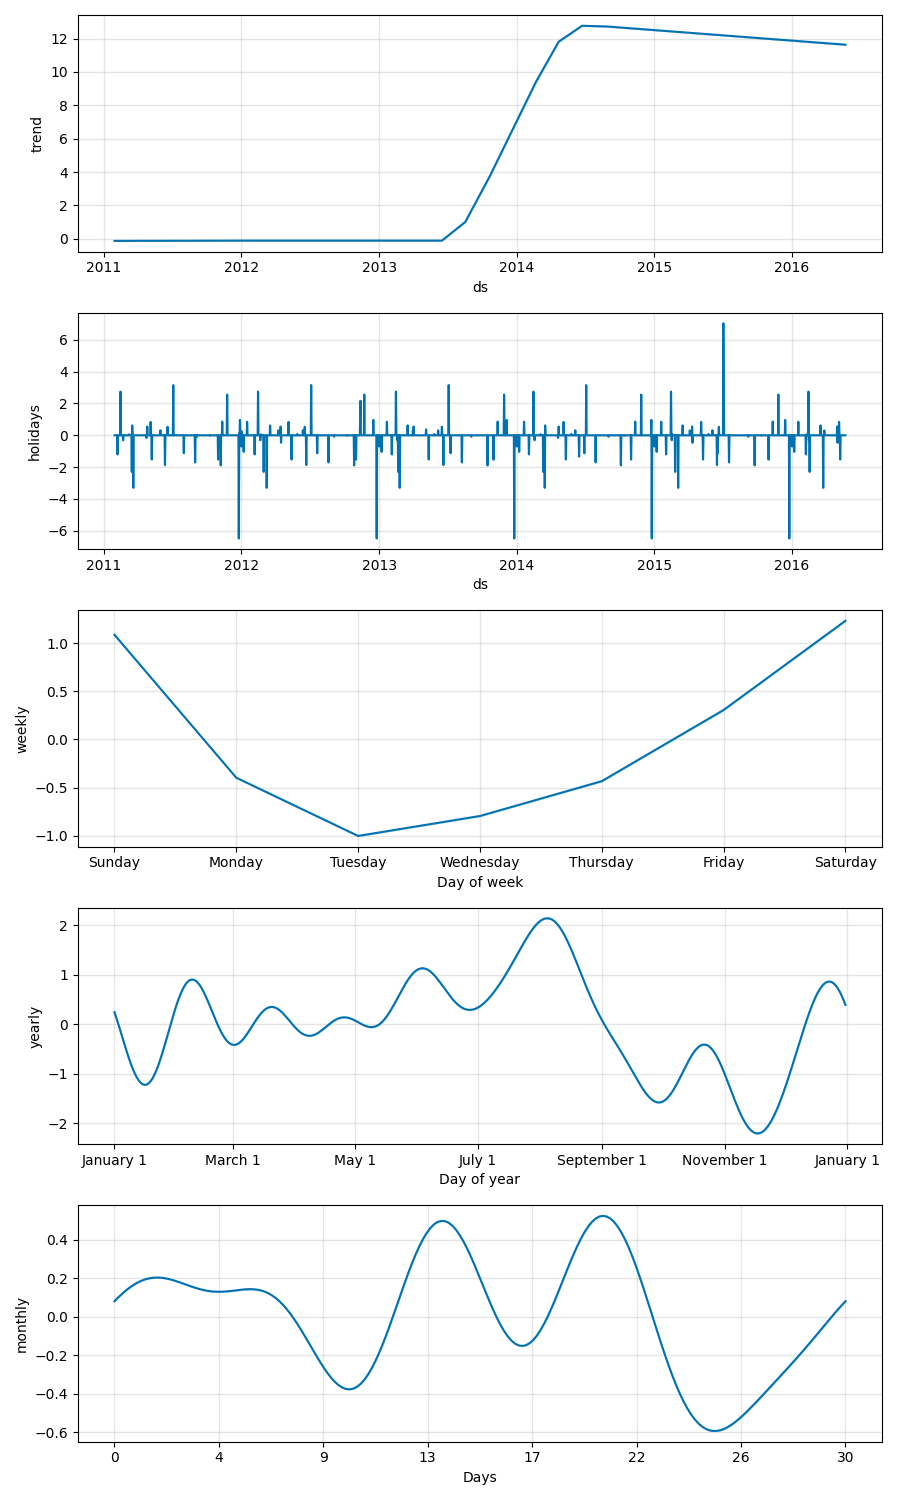 trend
12
10
8
6
4
2
0
2011 2012 2013 2014 2015 2016
ds
holidays
6
4
2
0
−2
−4
−6
2011 2012 2013 2014 2015 2016
ds
weekly
1.0
0.5
0.0
−0.5
−1.0
Sunday Monday Tuesday Wednesday Thursday Friday Saturday
Day of week
yearly
2
1
0
−1
−2
January 1 March 1 May 1 July 1 September 1 November 1 January 1
Day of year
monthly
0.4
0.2
0.0
−0.2
−0.4
−0.6
0 4 9 13 17 22 26 30
Days